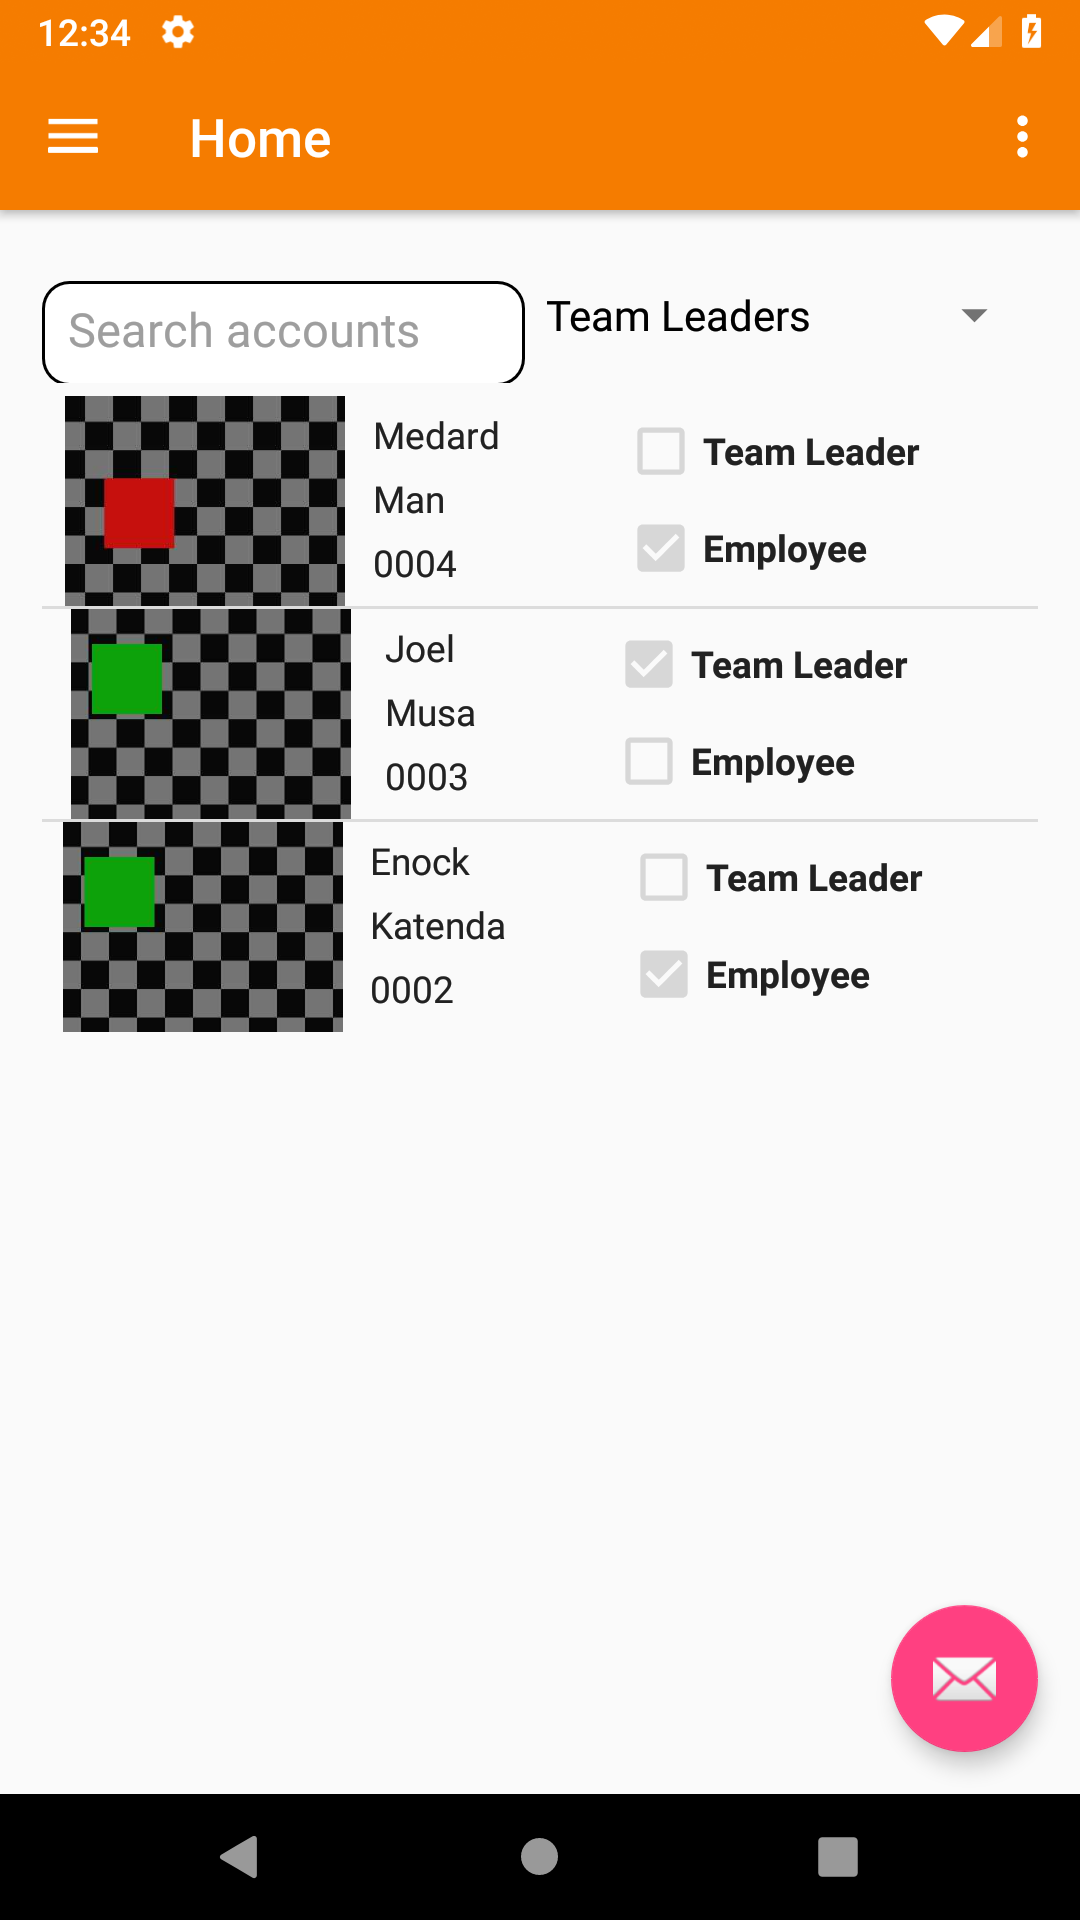 12:34
Home
Search accounts
Team Leaders
Medard
Man
0004
Team Leader
Employee
Joel
Musa
0003
Team Leader
Employee
Enock
Katenda
0002
Team Leader
Employee